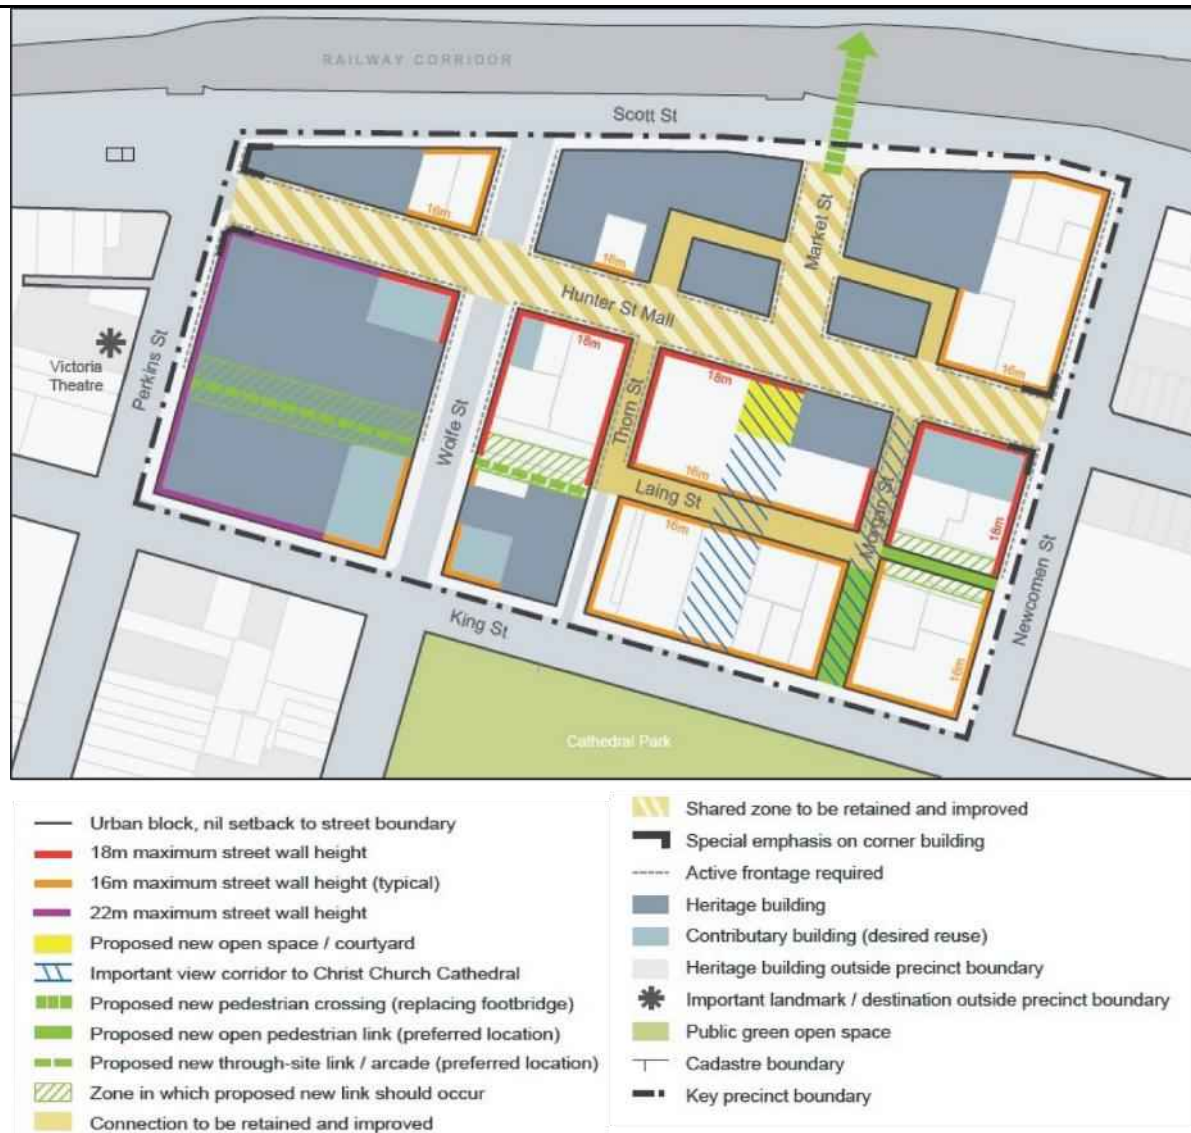 RAILWAY CORRIDOR
Scott St
16m
16m
Market St
Hunter St Mall
Victoria
Theatre
Perkins St
Wolfe St
18m
Thorn St
18m
16m
16m
Laing St
16m
Morgan St
18m
Newcomen St
16m
King St
Cathedral Park
Urban block, nil setback to street boundary
18m maximum street wall height
16m maximum street wall height (typical)
22m maximum street wall height
Proposed new open space / courtyard
Important view corridor to Christ Church Cathedral
Proposed new pedestrian crossing (replacing footbridge)
Proposed new open pedestrian link (preferred location)
Proposed new through-site link / arcade (preferred location)
Zone in which proposed new link should occur
Connection to be retained and improved
Shared zone to be retained and improved
Special emphasis on corner building
Active frontage required
Heritage building
Contributary building (desired reuse)
Heritage building outside precinct boundary
Important landmark / destination outside precinct boundary
Public green open space
Cadastre boundary
Key precinct boundary